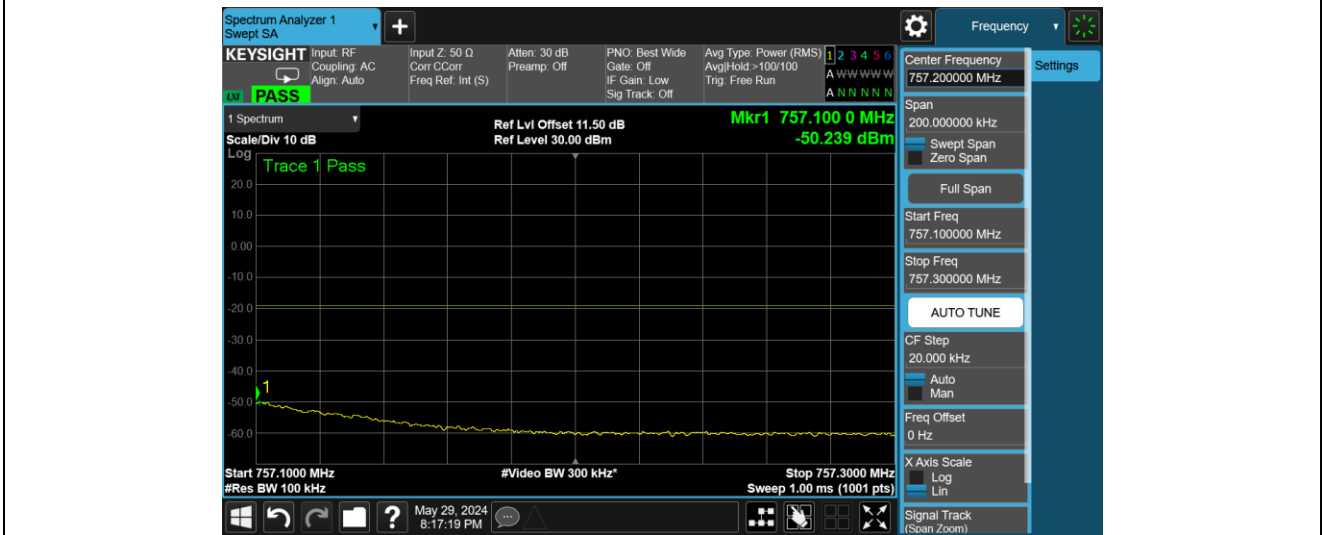 Spectrum Analyzer 1
Swept SA
Frequency
KEYSIGHT
Input: RF
Coupling: AC
Align: Auto
Input Z: 50 Ω
Corr CCorr
Freq Ref: Int (S)
Atten: 30 dB
Preamp: Off
PNO: Best Wide
Gate: Off
IF Gain: Low
Sig Track: Off
Avg Type: Power (RMS)
Avg|Hold:>100/100
Trig: Free Run
1 2 3 4 5 6
A W W W W W
A N N N N N
LXI PASS
1 Spectrum
Scale/Div 10 dB
Ref Lvl Offset 11.50 dB
Ref Level 30.00 dBm
Mkr1 757.100 0 MHz
-50.239 dBm
Log
Trace 1 Pass
20.0
10.0
0.00
-10.0
-20.0
-30.0
-40.0
1
-50.0
-60.0
Start 757.1000 MHz
#Res BW 100 kHz
#Video BW 300 kHz*
Stop 757.3000 MHz
Sweep 1.00 ms (1001 pts)
?
May 29, 2024
8:17:19 PM
Center Frequency
757.200000 MHz
Settings
Span
200.000000 kHz
Swept Span
Zero Span
Full Span
Start Freq
757.100000 MHz
Stop Freq
757.300000 MHz
AUTO TUNE
CF Step
20.000 kHz
Auto
Man
Freq Offset
0 Hz
X Axis Scale
Log
Lin
Signal Track
(Span Zoom)